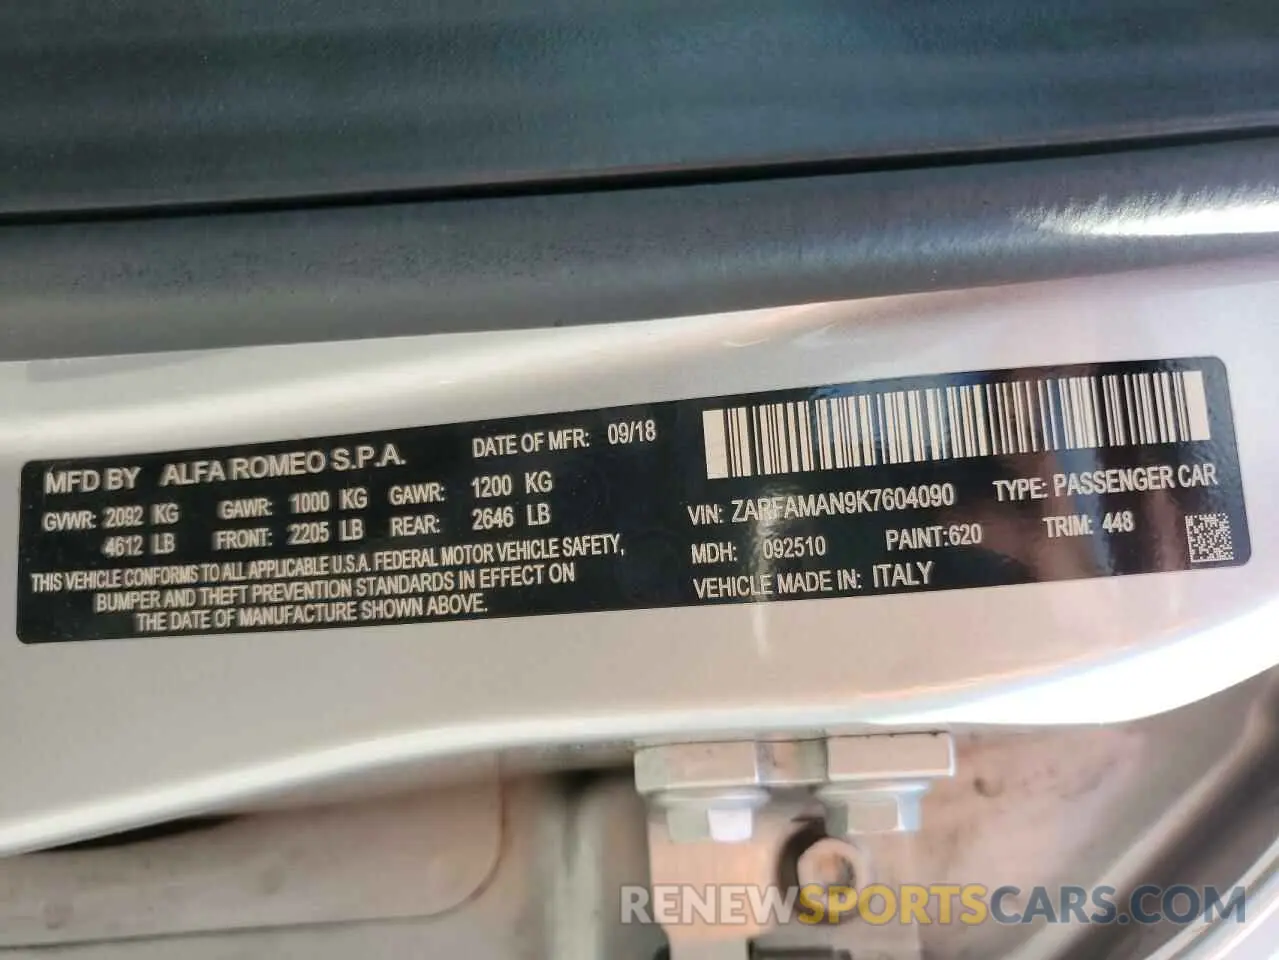 MFD BY ALFA ROMEO S.P.A. DATE OF MFR: 09/18
GVWR: 2092 KG GAWR: 1000 KG GAWR: 1200 KG
4612 LB FRONT: 2205 LB REAR: 2646 LB
THIS VEHICLE CONFORMS TO ALL APPLICABLE U.S.A. FEDERAL MOTOR VEHICLE SAFETY,
BUMPER AND THEFT PREVENTION STANDARDS IN EFFECT ON
THE DATE OF MANUFACTURE SHOWN ABOVE.
VIN: ZARFAMAN9K7604090 TYPE: PASSENGER CAR
MDH: 092510 PAINT:620 TRIM: 448
VEHICLE MADE IN: ITALY
RENEWSPORTSCARS.COM